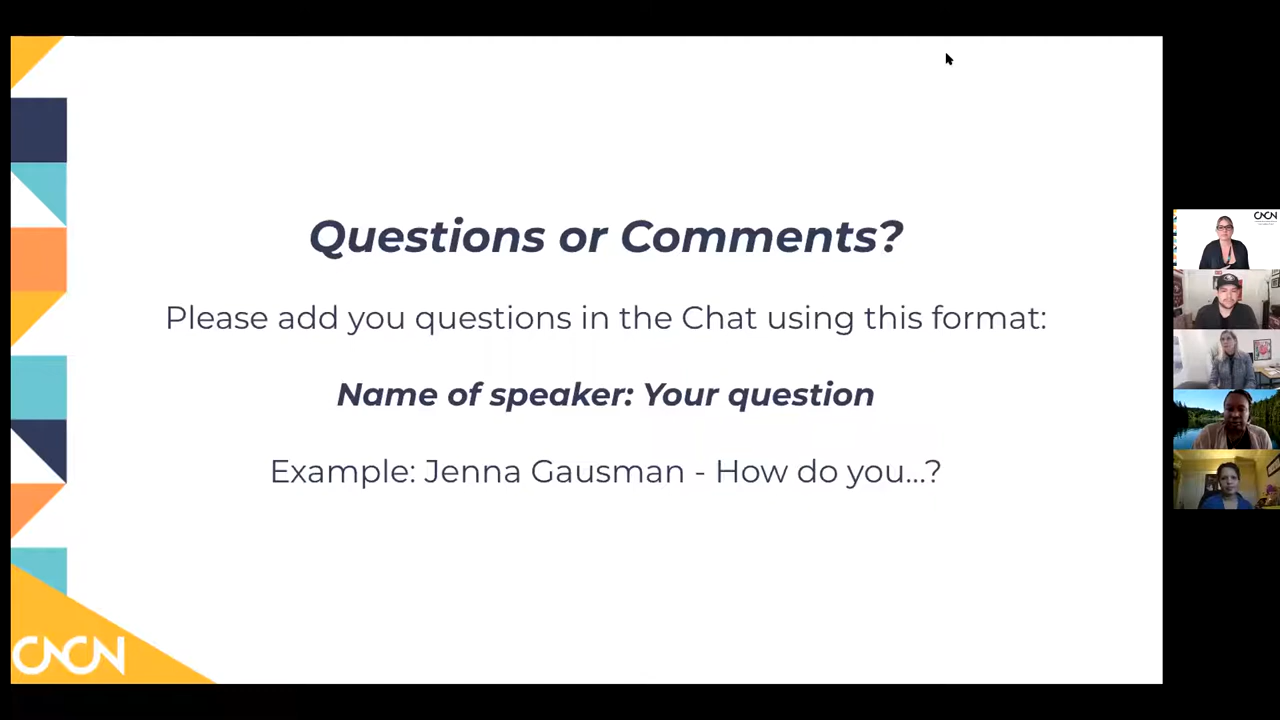 Questions or Comments?
Please add you questions in the Chat using this format:
Name of speaker: Your question
Example: Jenna Gausman - How do you...?
CNCN
CNCN